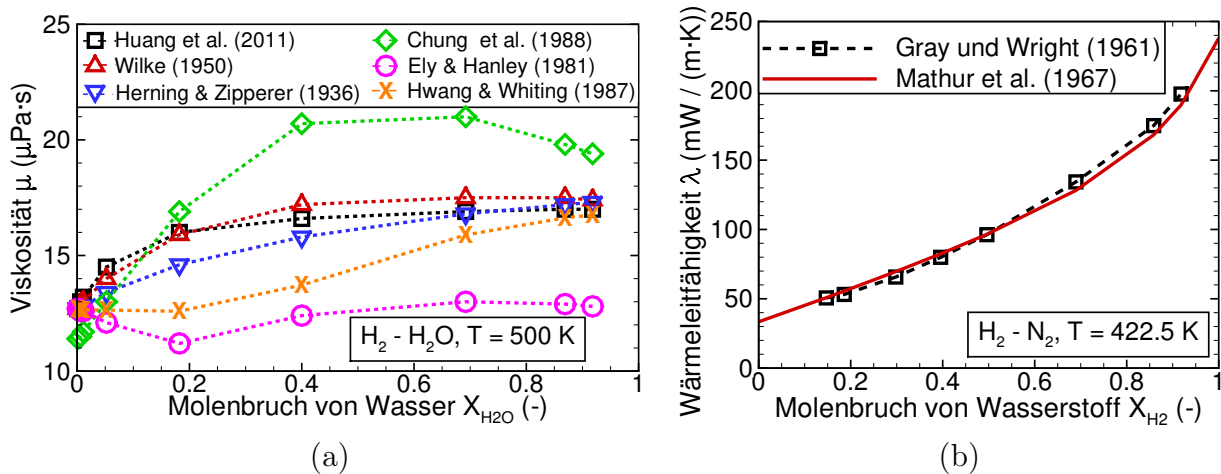 25
20
15
10
0
0.2
0.4
0.6
0.8
1
Viskosität μ (μPa·s)
Huang et al. (2011)
Wilke (1950)
Herning & Zipperer (1936)
Chung et al. (1988)
Ely & Hanley (1981)
Hwang & Whiting (1987)
H2 - H2O, T = 500 K
Molenbruch von Wasser XH2O (-)
(a)
250
200
150
100
50
0
0
0.2
0.4
0.6
0.8
1
Wärmeleitfähigkeit λ (mW / (m·K))
Gray und Wright (1961)
Mathur et al. (1967)
H2 - N2, T = 422.5 K
Molenbruch von Wasserstoff XH2 (-)
(b)